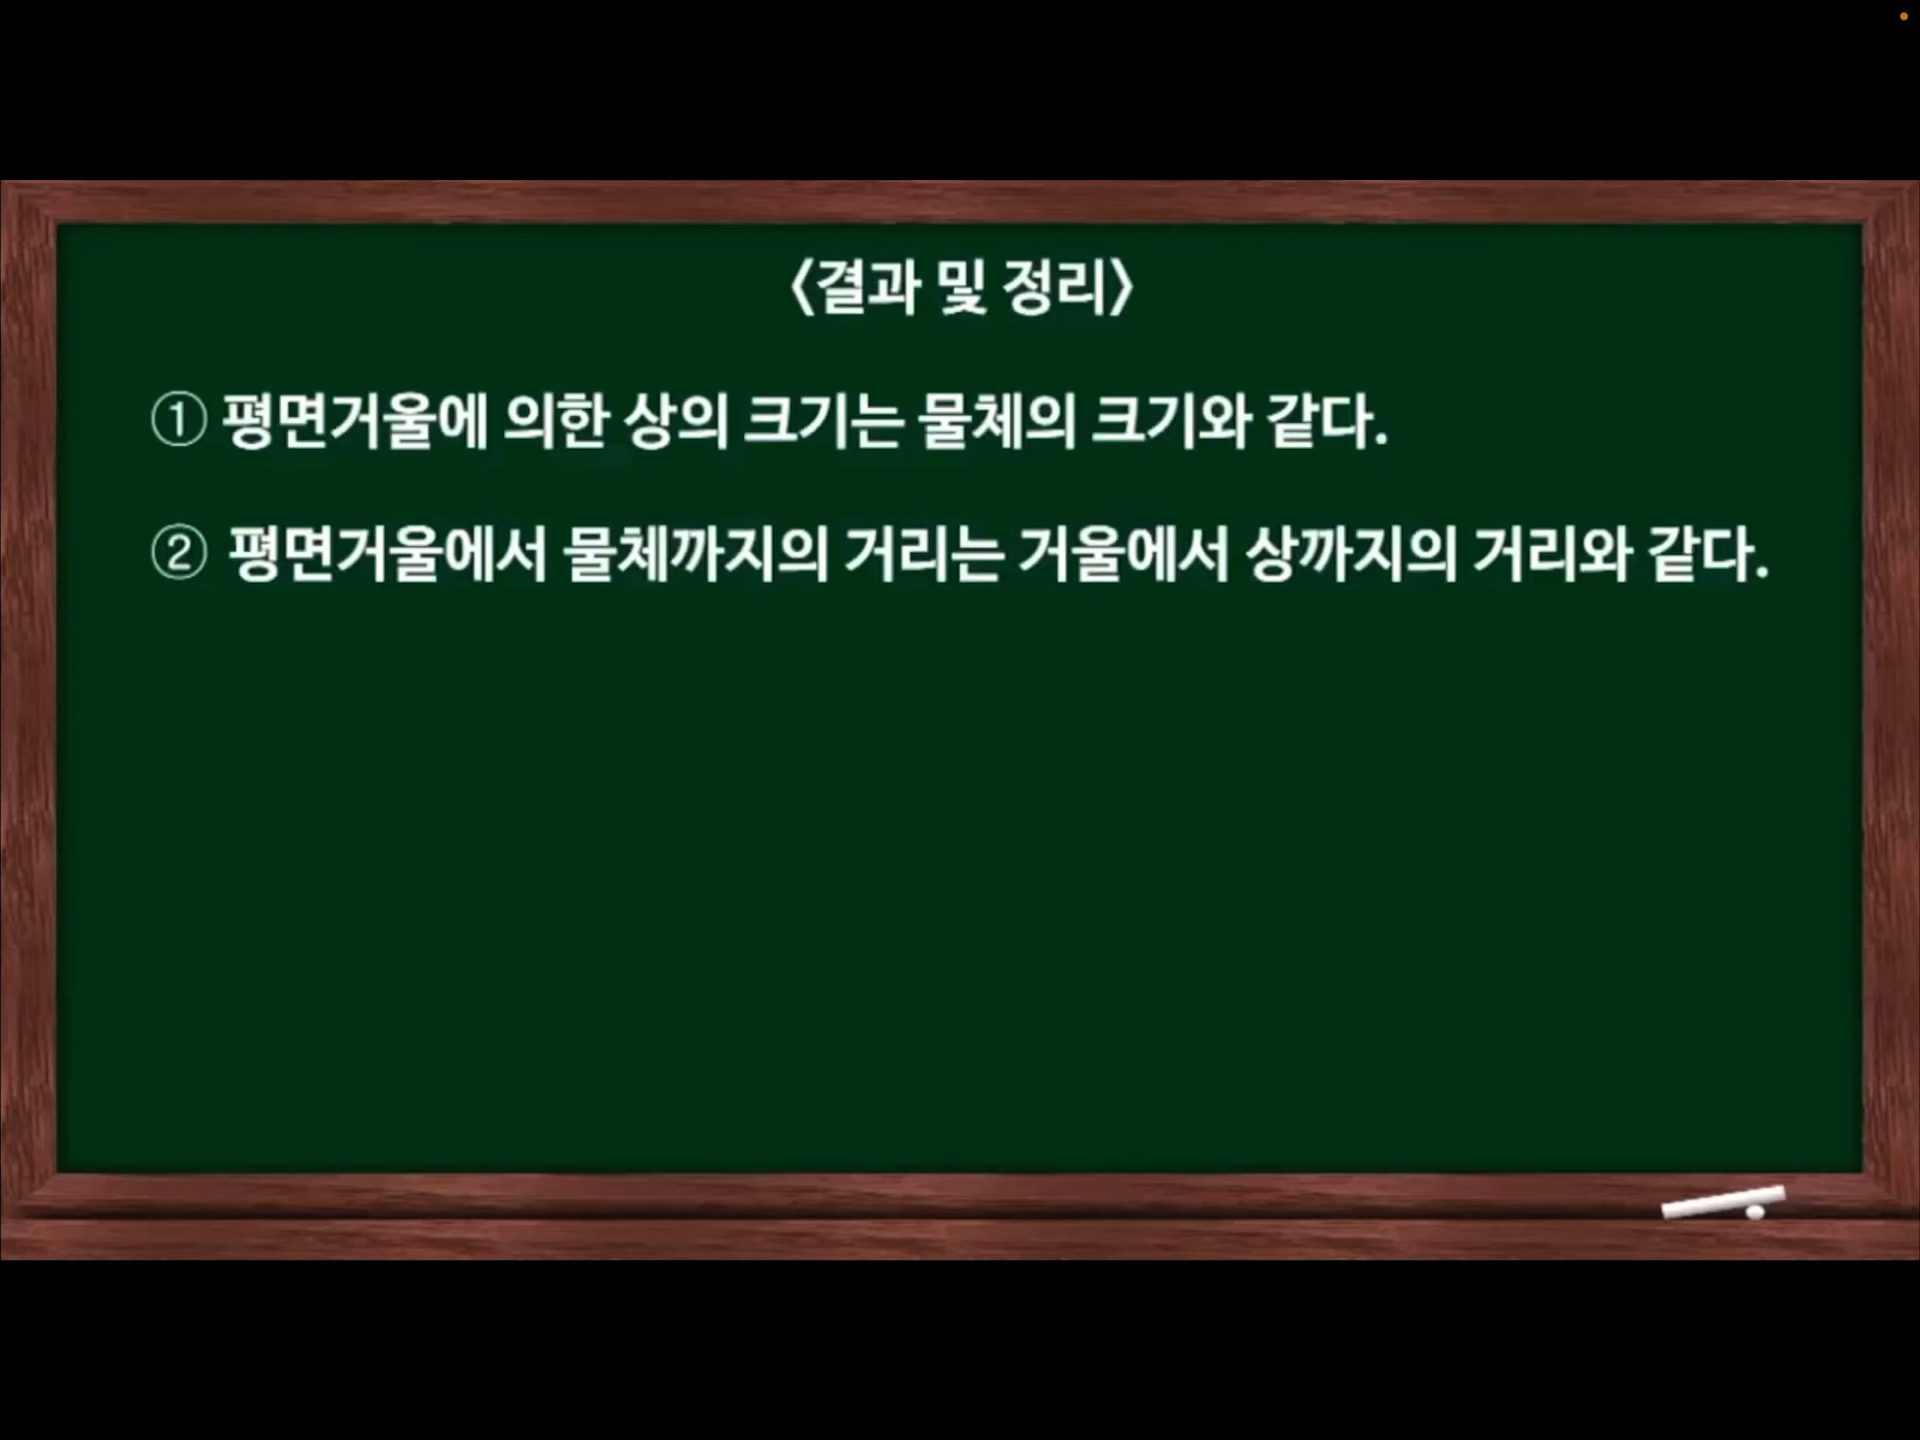 〈결과 및 정리〉
① 평면거울에 의한 상의 크기는 물체의 크기와 같다.
② 평면거울에서 물체까지의 거리는 거울에서 상까지의 거리와 같다.